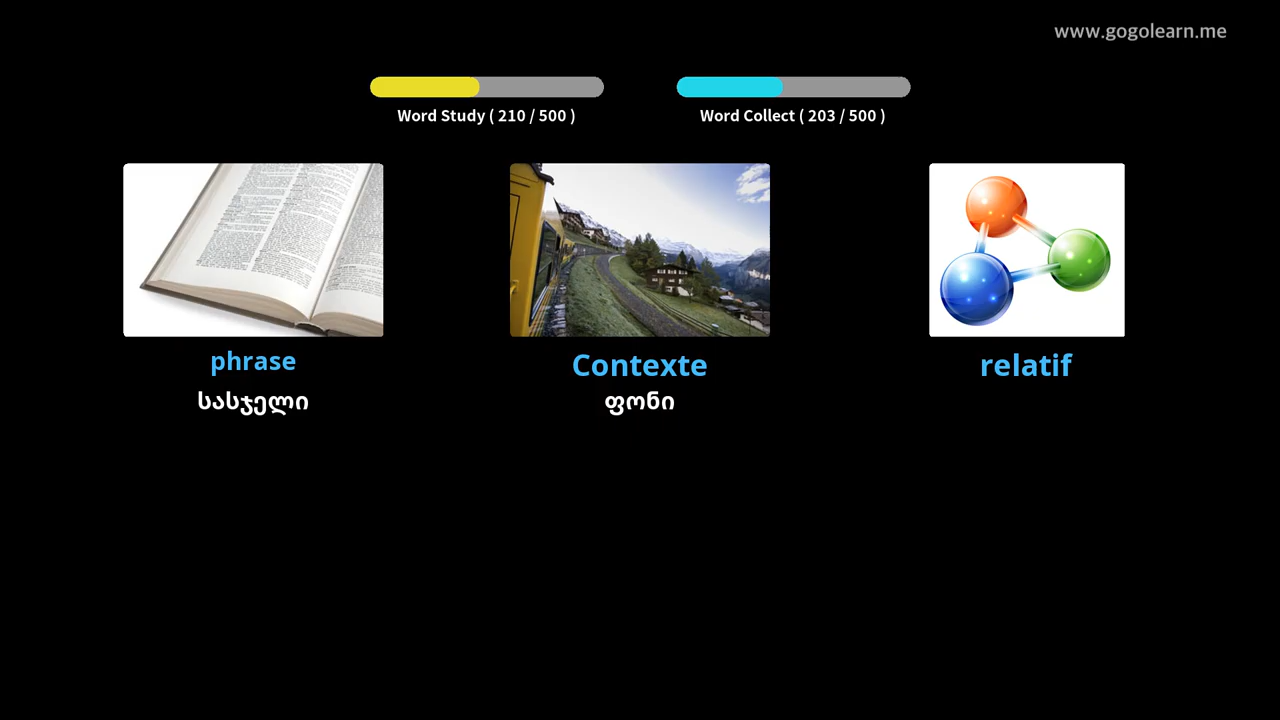 www.gogolearn.me
Word Study ( 210 / 500 )
Word Collect ( 203 / 500 )
phrase
Contexte
relatif
სასჯელი
ფონი